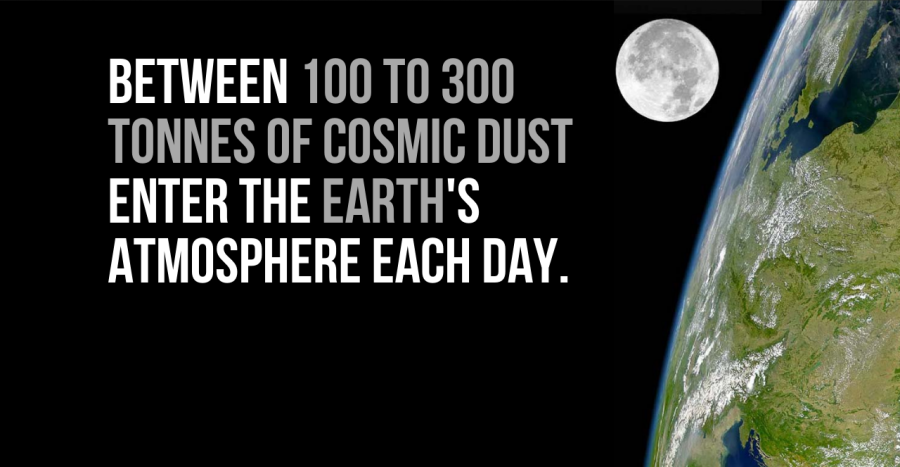 BETWEEN 100 TO 300
TONNES OF COSMIC DUST
ENTER THE EARTH'S
ATMOSPHERE EACH DAY.